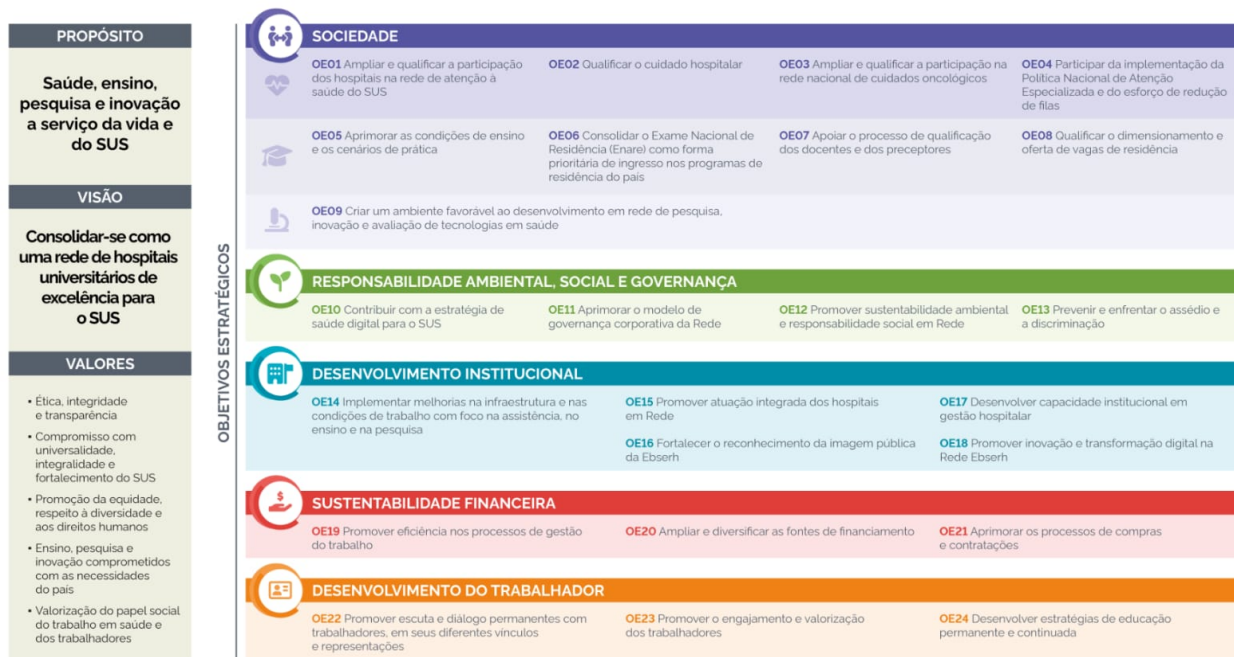 PROPÓSITO
Saúde, ensino,
pesquisa e inovação
a serviço da vida e
do SUS
VISÃO
Consolidar-se como
uma rede de hospitais
universitários de
excelência para
o SUS
VALORES
• Ética, integridade
e transparência
• Compromisso com
universalidade,
integralidade e
fortalecimento do SUS
• Promoção da equidade,
respeito à diversidade e
aos direitos humanos
• Ensino, pesquisa e
inovação comprometidos
com as necessidades
do país
• Valorização do papel social
do trabalho em saúde e
dos trabalhadores
OBJETIVOS ESTRATÉGICOS
SOCIEDADE
OE01 Ampliar e qualificar a participação
dos hospitais na rede de atenção à
saúde do SUS
OE02 Qualificar o cuidado hospitalar
OE03 Ampliar e qualificar a participação na
rede nacional de cuidados oncológicos
OE04 Participar da implementação da
Política Nacional de Atenção
Especializada e do esforço de redução
de filas
OE05 Aprimorar as condições de ensino
e os cenários de prática
OE06 Consolidar o Exame Nacional de
Residência (Enare) como forma
prioritária de ingresso nos programas de
residência do país
OE07 Apoiar o processo de qualificação
dos docentes e dos preceptores
OE08 Qualificar o dimensionamento e
oferta de vagas de residência
OE09 Criar um ambiente favorável ao desenvolvimento em rede de pesquisa,
inovação e avaliação de tecnologias em saúde
RESPONSABILIDADE AMBIENTAL, SOCIAL E GOVERNANÇA
OE10 Contribuir com a estratégia de
saúde digital para o SUS
OE11 Aprimorar o modelo de
governança corporativa da Rede
OE12 Promover sustentabilidade ambiental
e responsabilidade social em Rede
OE13 Prevenir e enfrentar o assédio e
a discriminação
DESENVOLVIMENTO INSTITUCIONAL
OE14 Implementar melhorias na infraestrutura e nas
condições de trabalho com foco na assistência, no
ensino e na pesquisa
OE15 Promover atuação integrada dos hospitais
em Rede
OE16 Fortalecer o reconhecimento da imagem pública
da Ebserh
OE17 Desenvolver capacidade institucional em
gestão hospitalar
OE18 Promover inovação e transformação digital na
Rede Ebserh
$
SUSTENTABILIDADE FINANCEIRA
OE19 Promover eficiência nos processos de gestão
do trabalho
OE20 Ampliar e diversificar as fontes de financiamento
OE21 Aprimorar os processos de compras
e contratações
DESENVOLVIMENTO DO TRABALHADOR
OE22 Promover escuta e diálogo permanentes com
trabalhadores, em seus diferentes vínculos
e representações
OE23 Promover o engajamento e valorização
dos trabalhadores
OE24 Desenvolver estratégias de educação
permanente e continuada